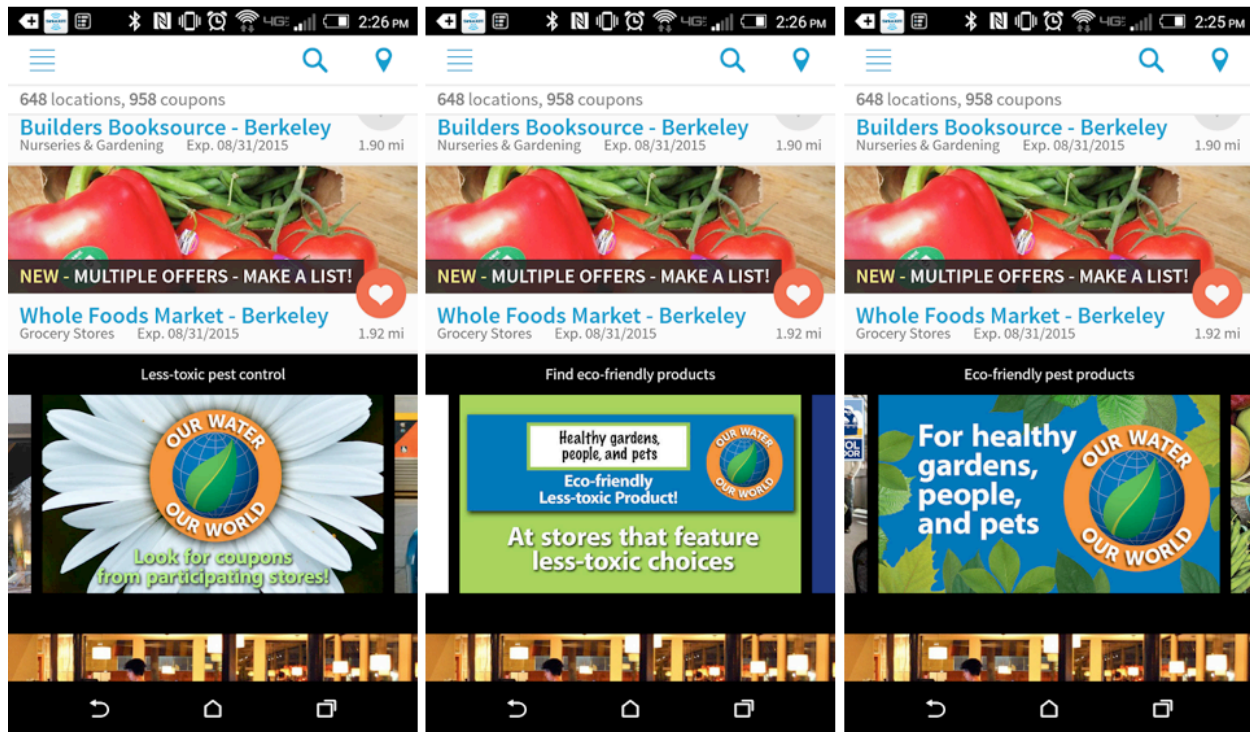 4GE 2:26 PM
648 locations, 958 coupons
Builders Booksource - Berkeley
Nurseries & Gardening Exp. 08/31/2015 1.90 mi
NEW - MULTIPLE OFFERS - MAKE A LIST!
Whole Foods Market - Berkeley
Grocery Stores Exp. 08/31/2015 1.92 mi
Less-toxic pest control
OUR WATER
OUR WORLD
Look for coupons
from participating stores!
4GE 2:26 PM
648 locations, 958 coupons
Builders Booksource - Berkeley
Nurseries & Gardening Exp. 08/31/2015 1.90 mi
NEW - MULTIPLE OFFERS - MAKE A LIST!
Whole Foods Market - Berkeley
Grocery Stores Exp. 08/31/2015 1.92 mi
Find eco-friendly products
Healthy gardens,
people, and pets
Eco-friendly
Less-toxic Product!
OUR WATER
OUR WORLD
At stores that feature
less-toxic choices
4GE 2:25 PM
648 locations, 958 coupons
Builders Booksource - Berkeley
Nurseries & Gardening Exp. 08/31/2015 1.90 mi
NEW - MULTIPLE OFFERS - MAKE A LIST!
Whole Foods Market - Berkeley
Grocery Stores Exp. 08/31/2015 1.92 mi
Eco-friendly pest products
For healthy
gardens,
people,
and pets
OUR WATER
OUR WORLD